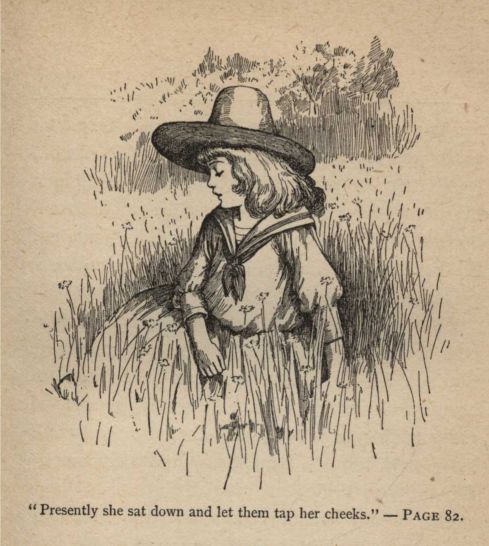 “Presently she sat down and let them tap her cheeks.” — PAGE 82.